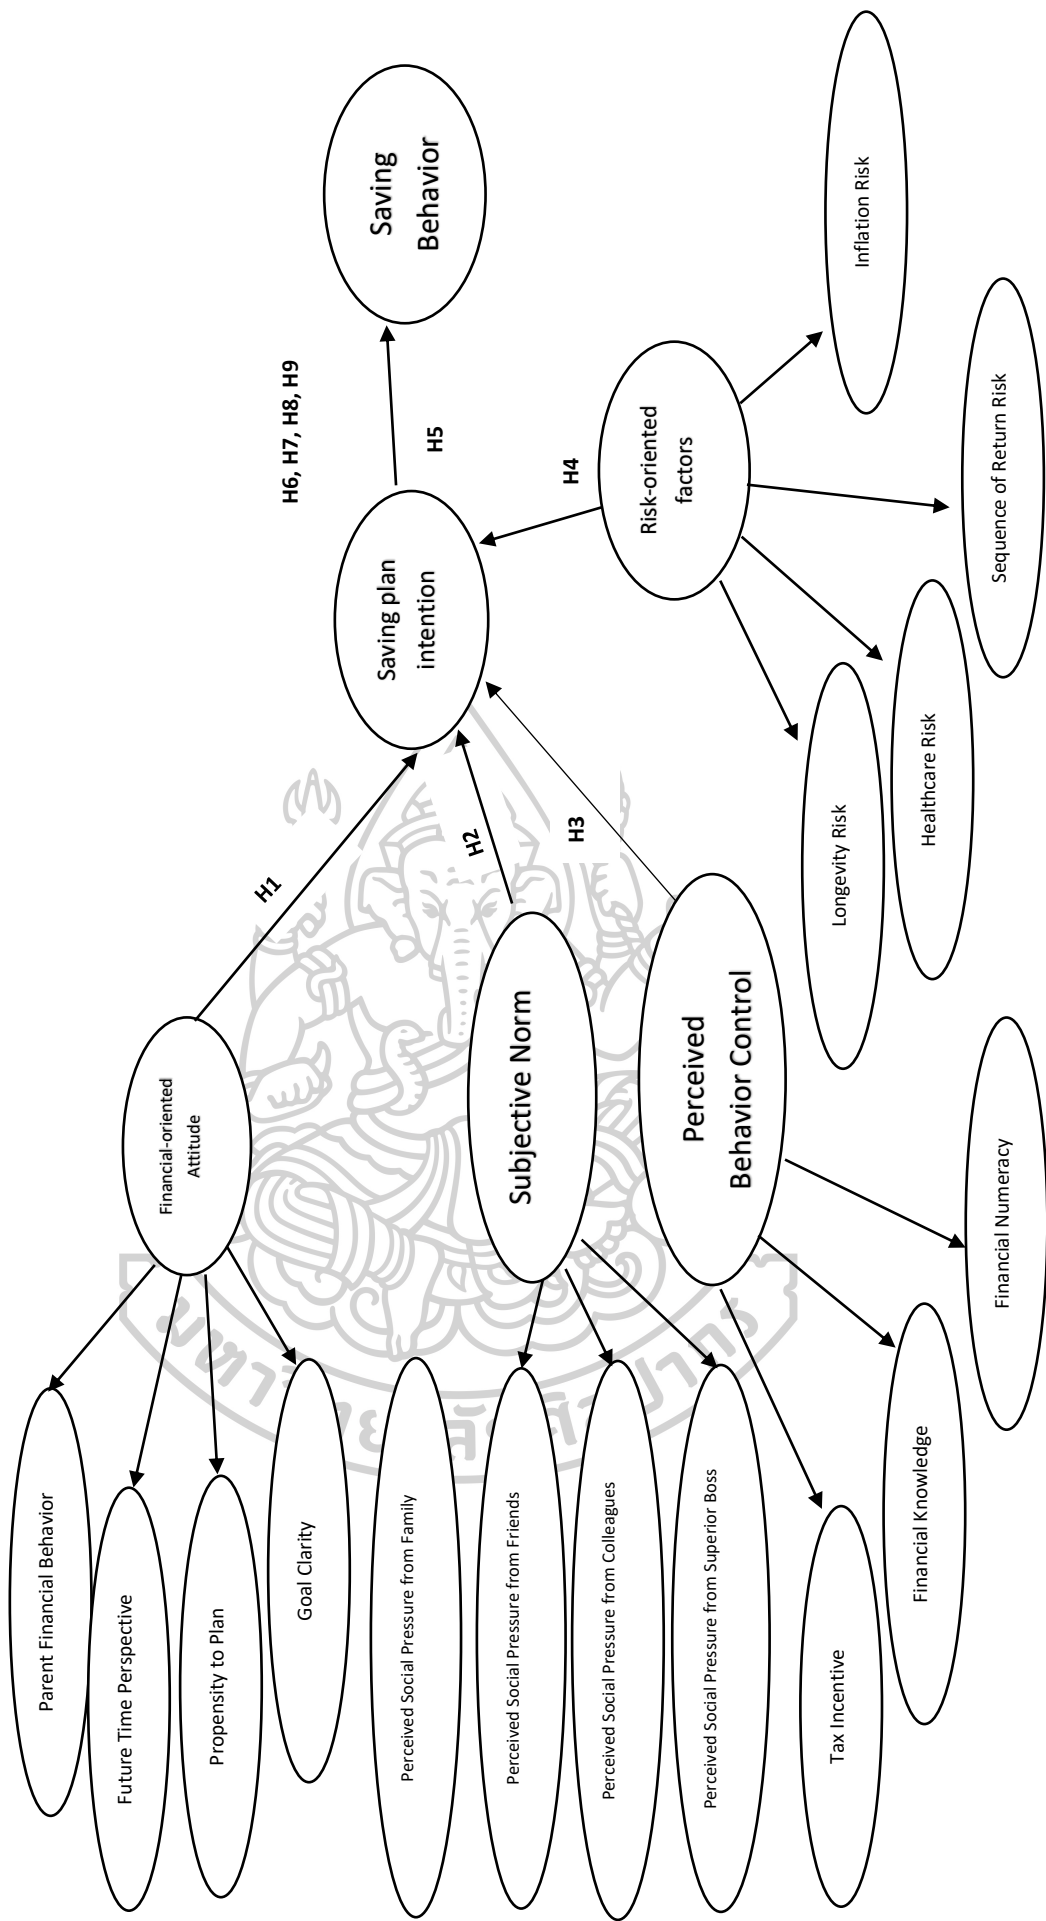 Parent Financial Behavior
Future Time Perspective
Propensity to Plan
Goal Clarity
Perceived Social Pressure from Family
Perceived Social Pressure from Friends
Perceived Social Pressure from Colleagues
Perceived Social Pressure from Superior Boss
Tax Incentive
Financial Knowledge
Financial Numeracy
Financial-oriented
Attitude
Subjective Norm
Perceived
Behavior Control
H1
H2
H3
Saving plan
intention
H4
H5
H6, H7, H8, H9
Saving
Behavior
Risk-oriented
factors
Longevity Risk
Healthcare Risk
Sequence of Return Risk
Inflation Risk